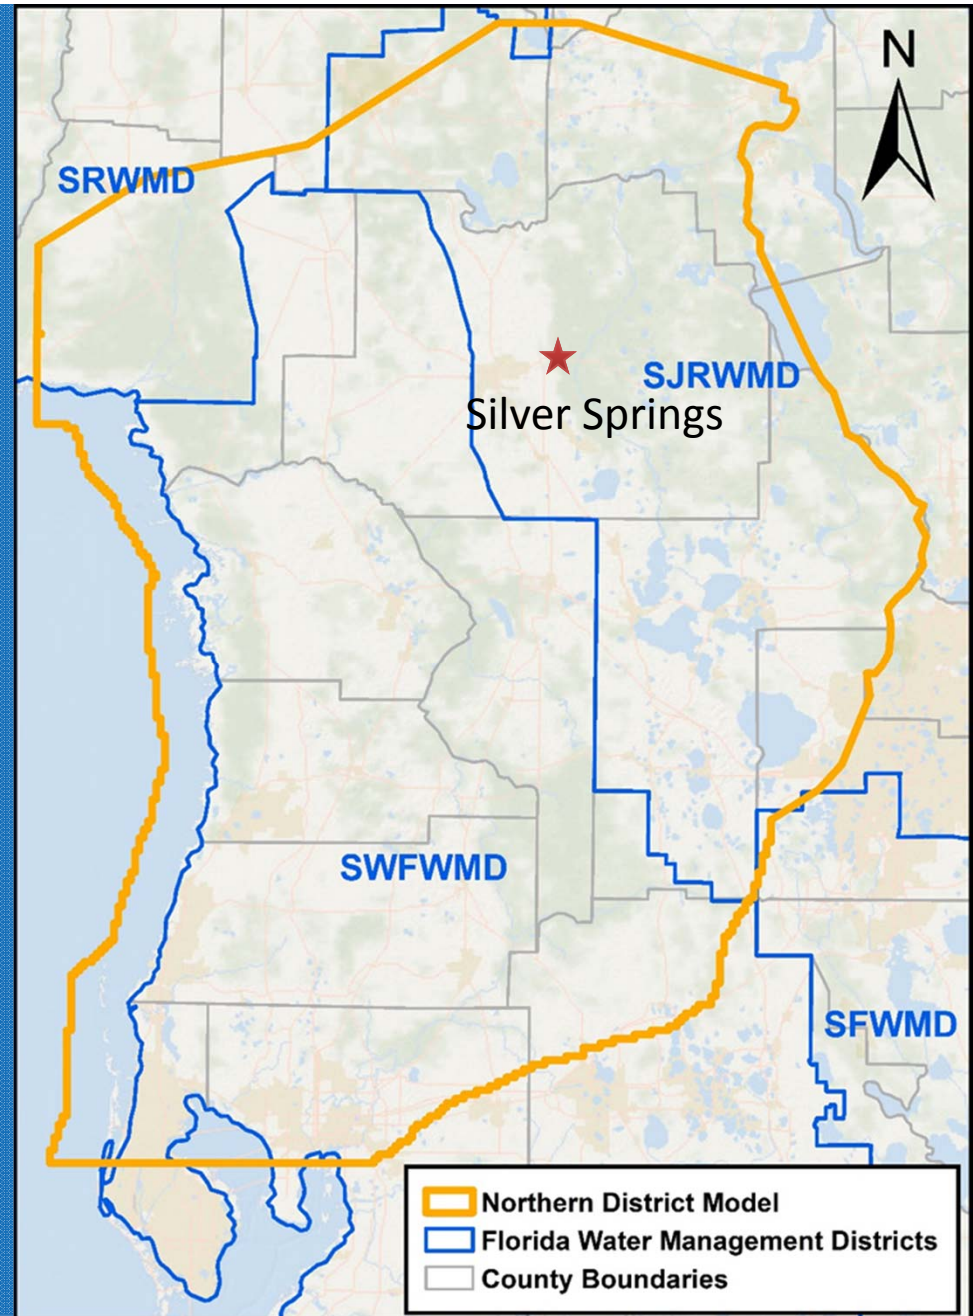 N
SRWMD
SJRWMD
Silver Springs
SWFWMD
SFWMD
Northern District Model
Florida Water Management Districts
County Boundaries